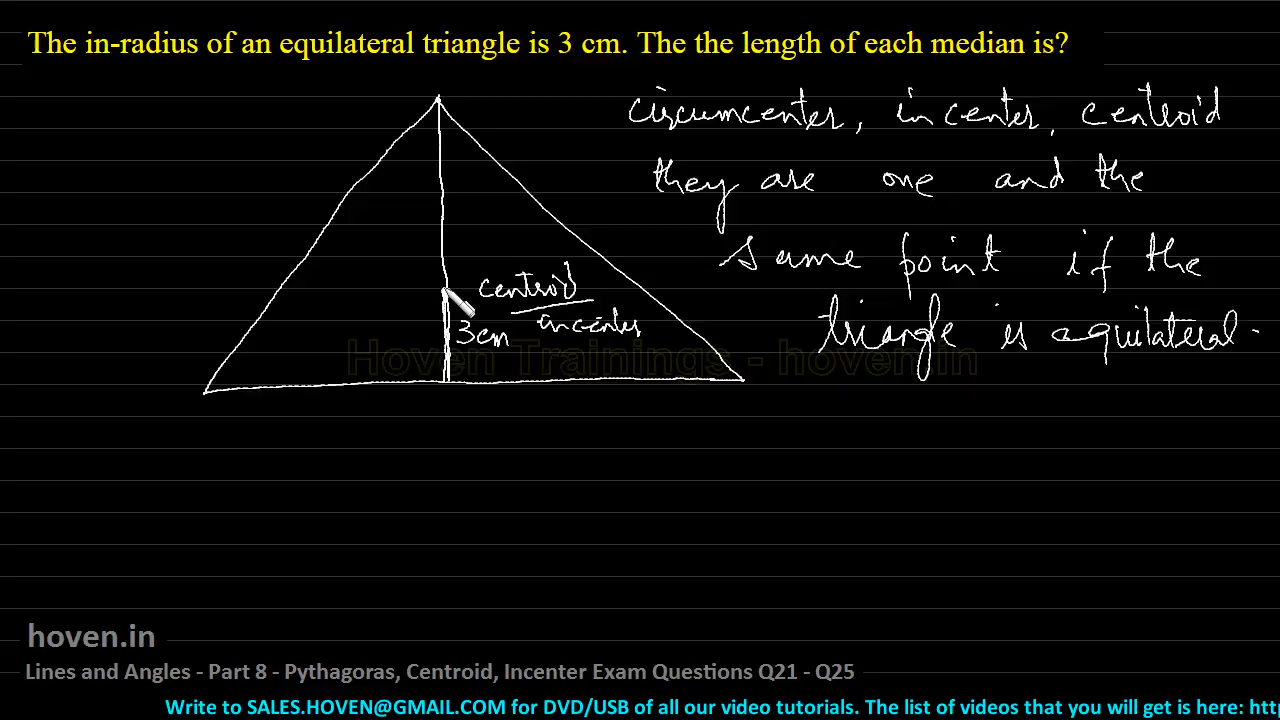 The in-radius of an equilateral triangle is 3 cm. The the length of each median is?
circumcenter, incenter, centroid
they are one and the
same point if the
triangle is equilateral.
centroid
incenter
3cm
Hoven Trainings - hoven.in
hoven.in
Lines and Angles - Part 8 - Pythagoras, Centroid, Incenter Exam Questions Q21 - Q25
Write to SALES.HOVEN@GMAIL.COM for DVD/USB of all our video tutorials. The list of videos that you will get is here: htt